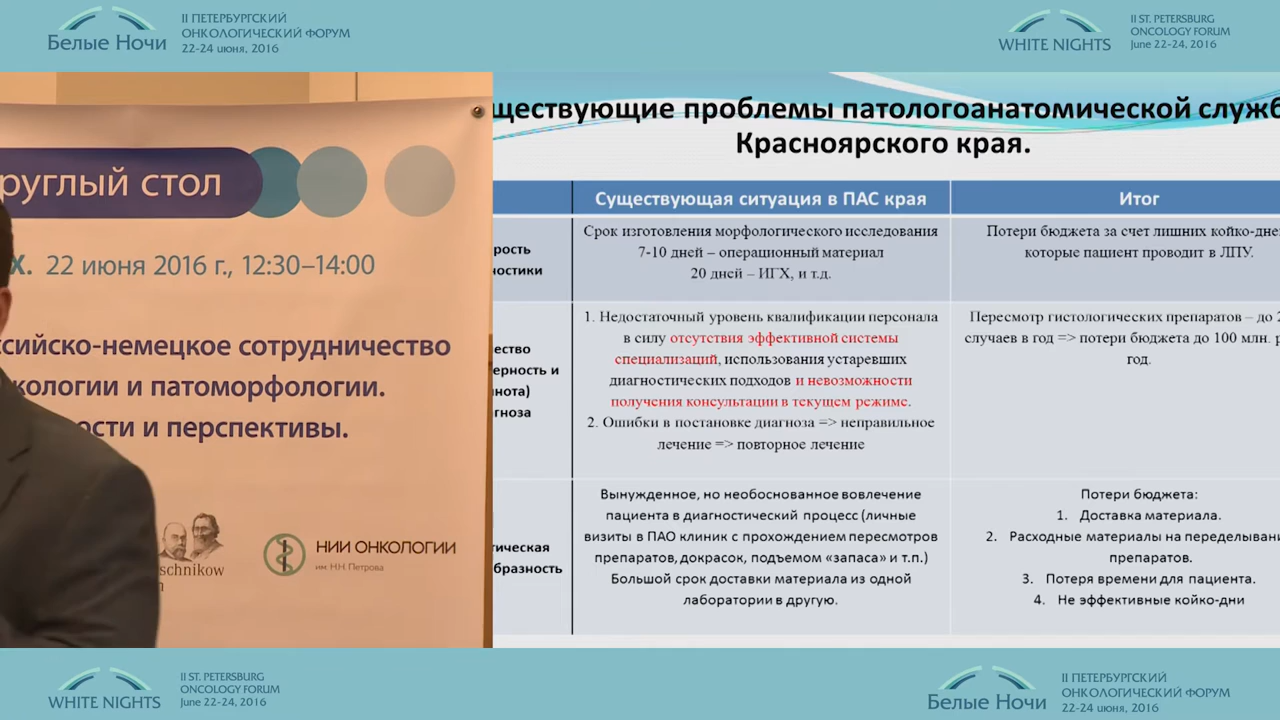 Белые Ночи
II ПЕТЕРБУРГСКИЙ
ОНКОЛОГИЧЕСКИЙ ФОРУМ
22-24 июня, 2016
WHITE NIGHTS
II ST. PETERSBURG
ONCOLOGY FORUM
June 22-24, 2016
руглый стол
X. 22 июня 2016 г., 12:30–14:00
ссийско-немецкое сотрудничество
кологии и патоморфологии.
ости и перспективы.
schnikow
НИИ ОНКОЛОГИИ
им. Н.Н. Петрова
ществующие проблемы патологоанатомической служб
Красноярского края.
Существующая ситуация в ПАС края
Итог
рость
ностики
Срок изготовления морфологического исследования
7-10 дней – операционный материал
20 дней – ИГХ, и т.д.
Потери бюджета за счет лишних койко-дне
которые пациент проводит в ЛПУ.
ество
ерность и
нота)
гноза
1. Недостаточный уровень квалификации персонала
в силу отсутствия эффективной системы
специализаций, использования устаревших
диагностических подходов и невозможности
получения консультации в текущем режиме.
2. Ошибки в постановке диагноза => неправильное
лечение => повторное лечение
Пересмотр гистологических препаратов – до 2
случаев в год => потери бюджета до 100 млн. р
год.
тическая
образность
Вынужденное, но необоснованное вовлечение
пациента в диагностический процесс (личные
визиты в ПАО клиник с прохождением пересмотров
препаратов, докрасок, подъемом «запаса» и т.п.)
Большой срок доставки материала из одной
лаборатории в другую.
Потери бюджета:
1. Доставка материала.
2. Расходные материалы на переделывани
препаратов.
3. Потеря времени для пациента.
4. Не эффективные койко-дни
WHITE NIGHTS
II ST. PETERSBURG
ONCOLOGY FORUM
June 22-24, 2016
Белые Ночи
II ПЕТЕРБУРГСКИЙ
ОНКОЛОГИЧЕСКИЙ ФОРУМ
22-24 июня, 2016